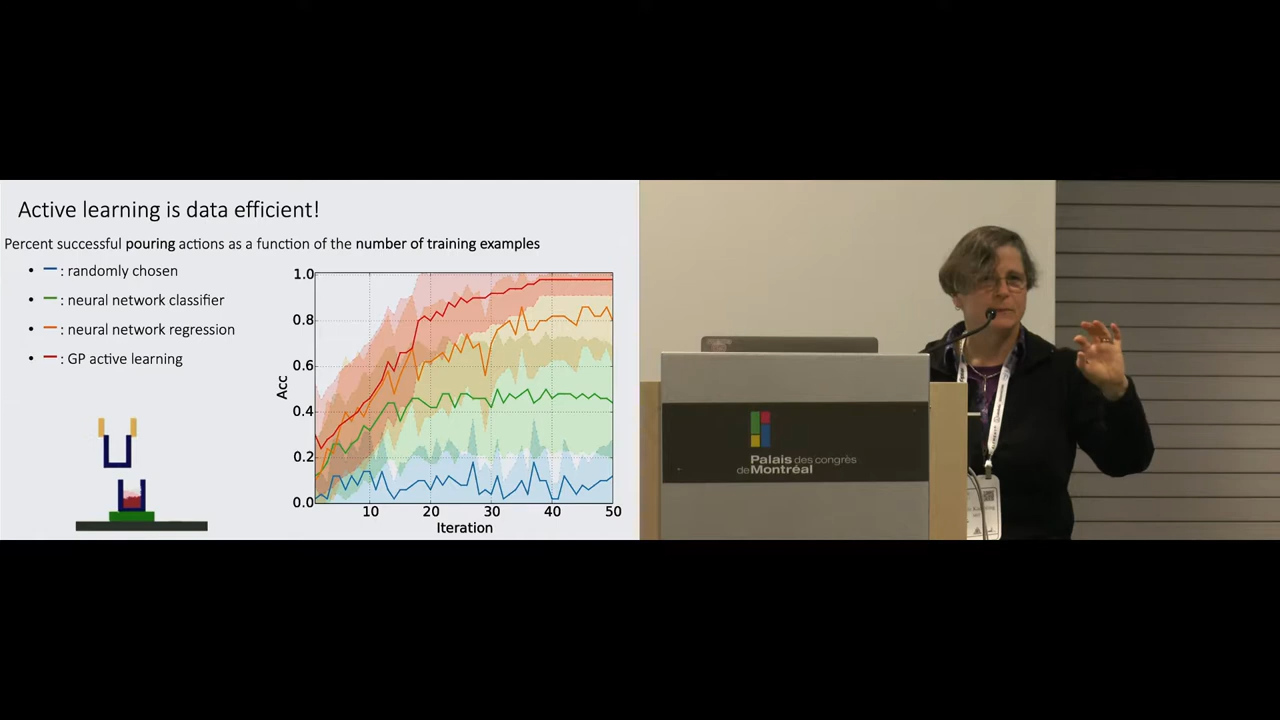 Active learning is data efficient!
Percent successful pouring actions as a function of the number of training examples
• : randomly chosen
• : neural network classifier
• : neural network regression
• : GP active learning
1.0
0.8
0.6
0.4
0.2
0.0
Acc
10 20 30 40 50
Iteration
Palais des congrès
de Montréal